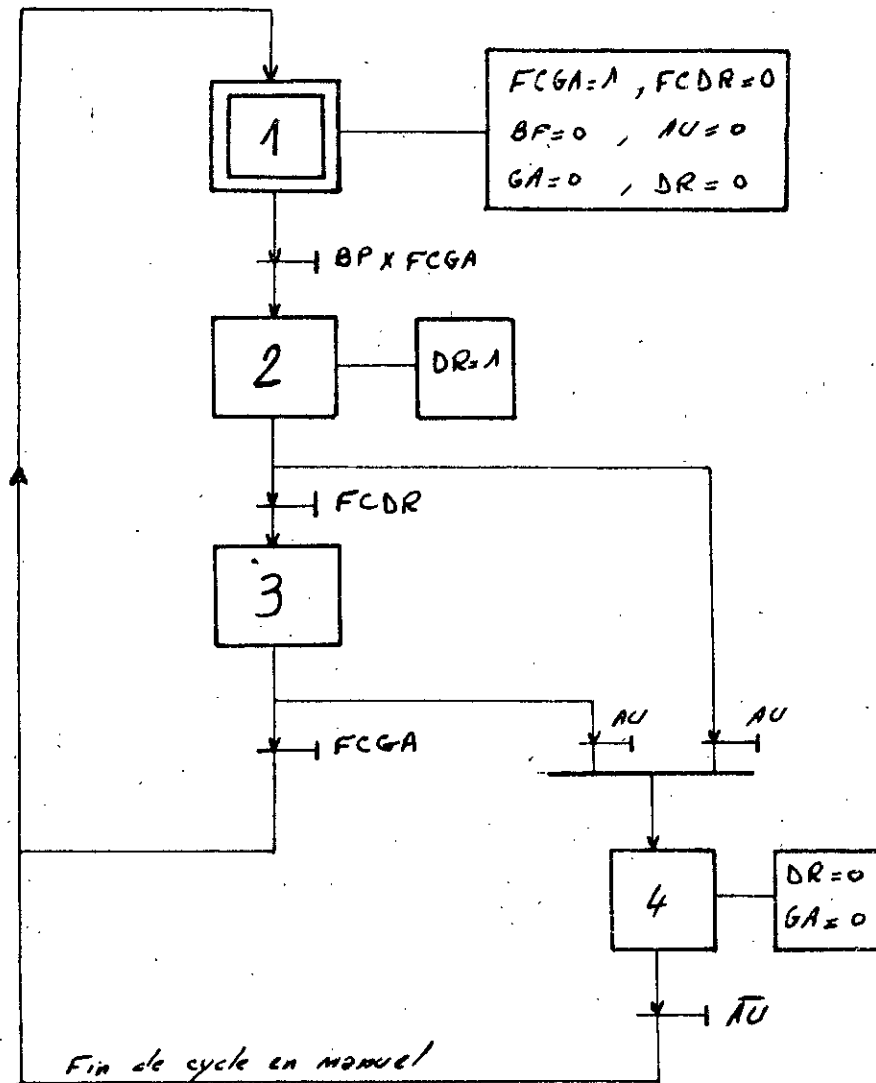 1
FCGA=1 , FCDR=0
BF=0 , AU=0
GA=0 , DR=0
BP x FCGA
2
DR=1
FCDR
3
FCGA
AU
AU
4
DR=0
GA=0
A̅U̅
Fin de cycle en manuel